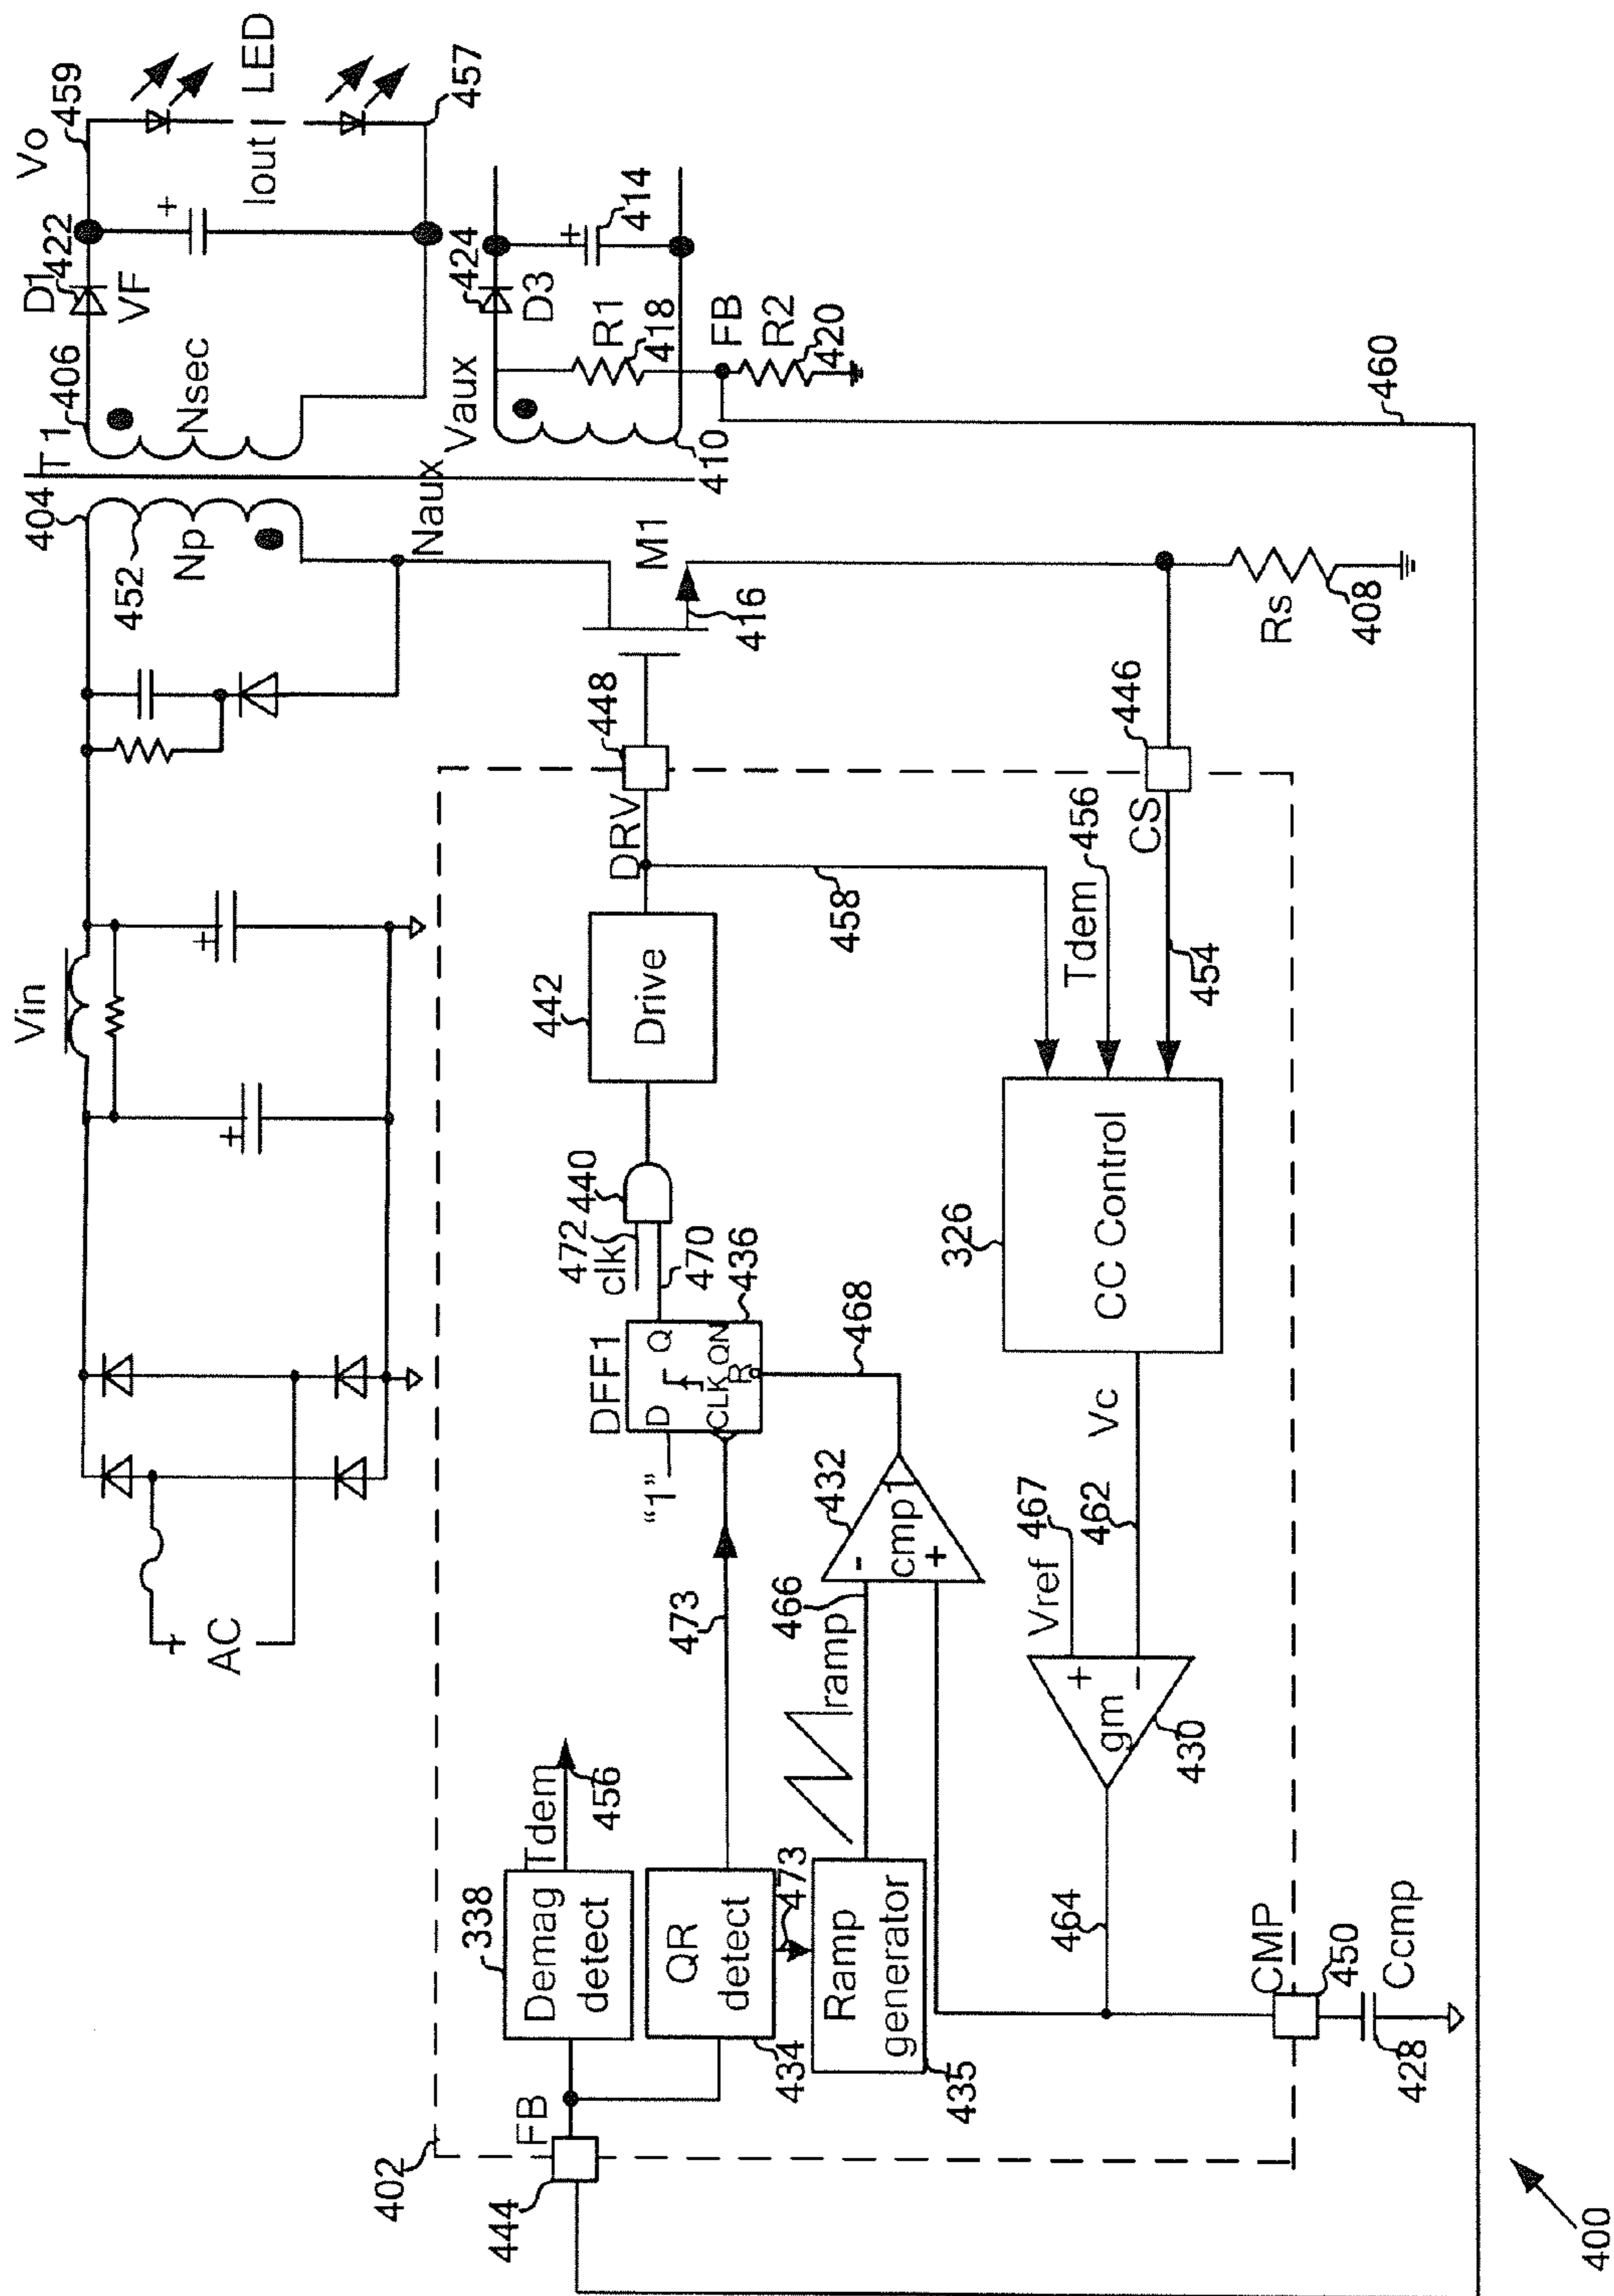 Vin
AC
+
+
+
404
452
Np
T1
406
Nsec
D1
422
VF
Vo
459
+
Iout
LED
457
Naux
Vaux
410
424
D3
+
414
R1
418
FB
R2
420
M1
416
Rs
408
460
402
444
FB
338
Demag
detect
Tdem
456
QR
detect
434
473
473
Ramp
generator
435
ramp
466
-
cmp1
+
432
468
"1"
DFF1
D
Q
CLK
QN
R
436
470
472
clk
440
442
Drive
DRV
448
458
Tdem
456
CS
446
454
326
CC Control
Vc
462
Vref
467
+
gm
−
430
464
CMP
450
Ccmp
428
400